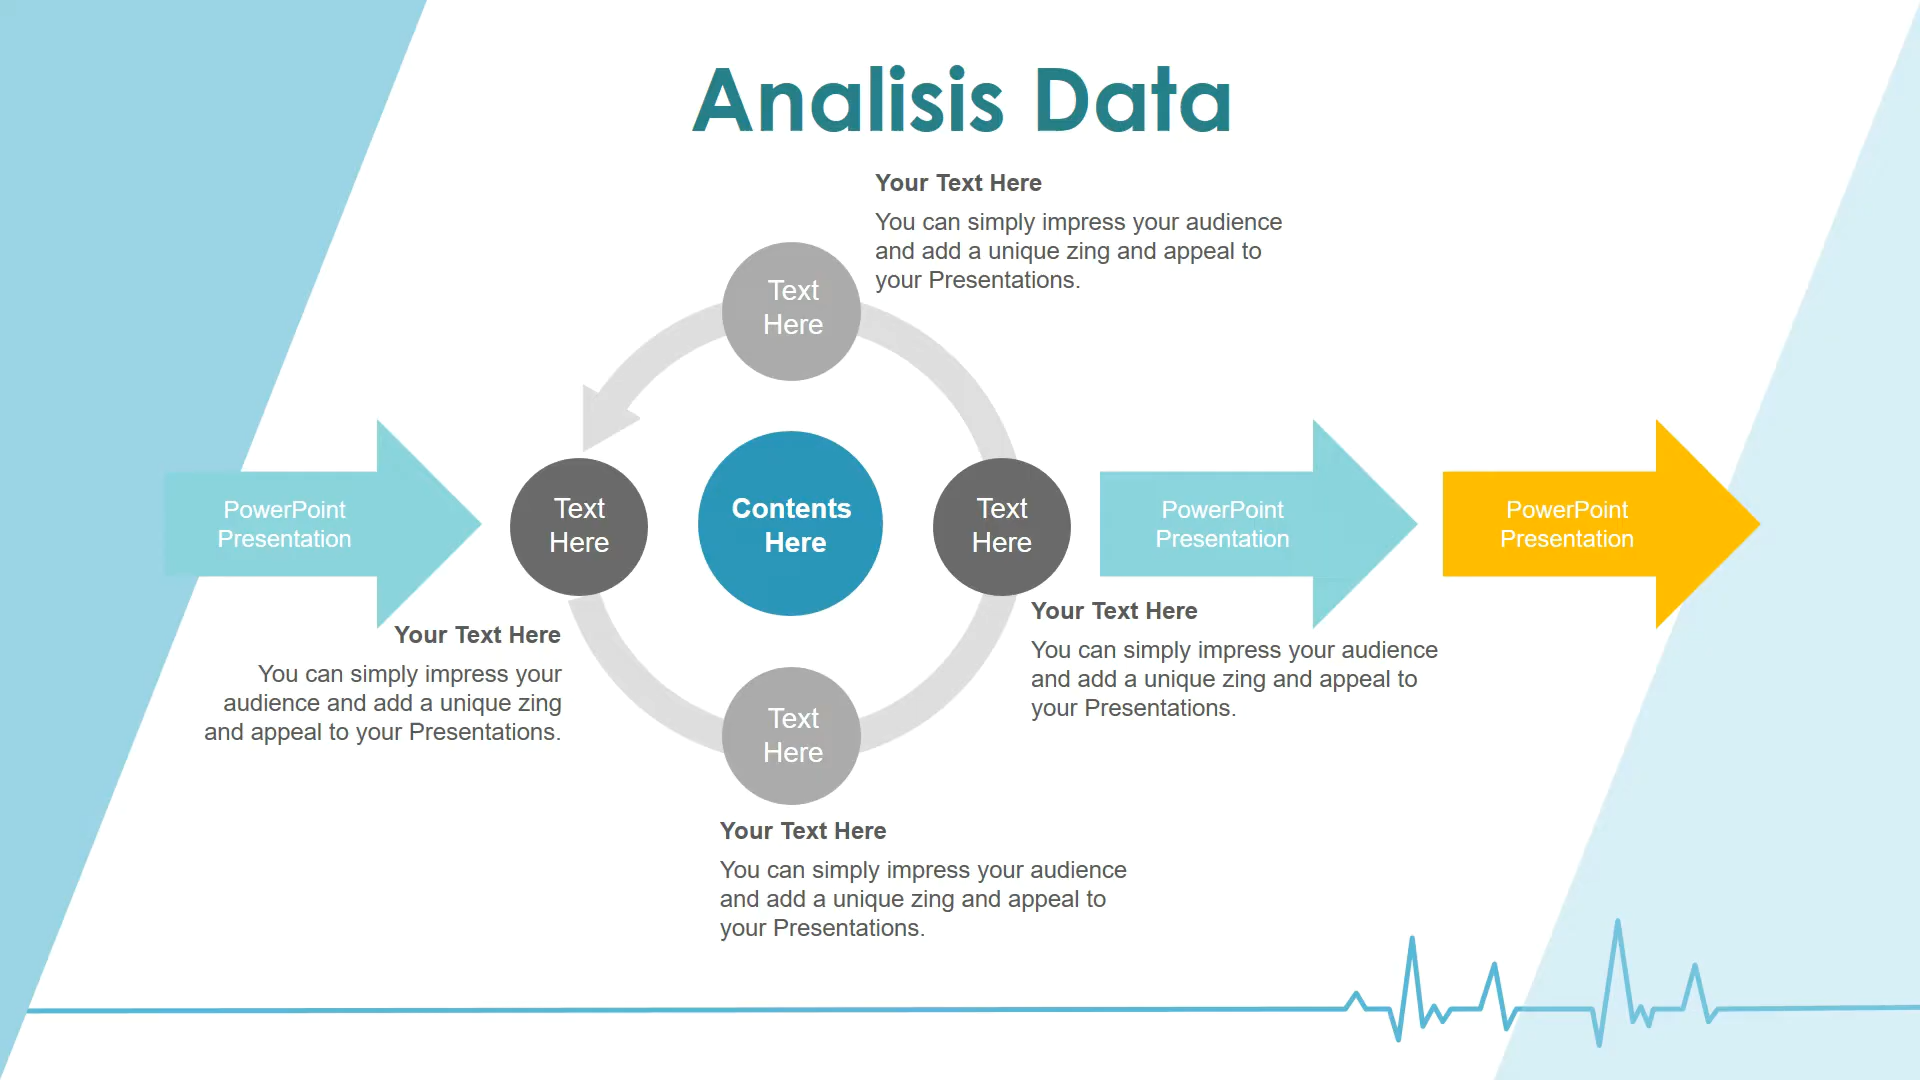 Analisis Data
Your Text Here
You can simply impress your audience
and add a unique zing and appeal to
your Presentations.
Text
Here
PowerPoint
Presentation
Text
Here
Contents
Here
Text
Here
PowerPoint
Presentation
PowerPoint
Presentation
Your Text Here
You can simply impress your
audience and add a unique zing
and appeal to your Presentations.
Your Text Here
You can simply impress your audience
and add a unique zing and appeal to
your Presentations.
Text
Here
Your Text Here
You can simply impress your audience
and add a unique zing and appeal to
your Presentations.